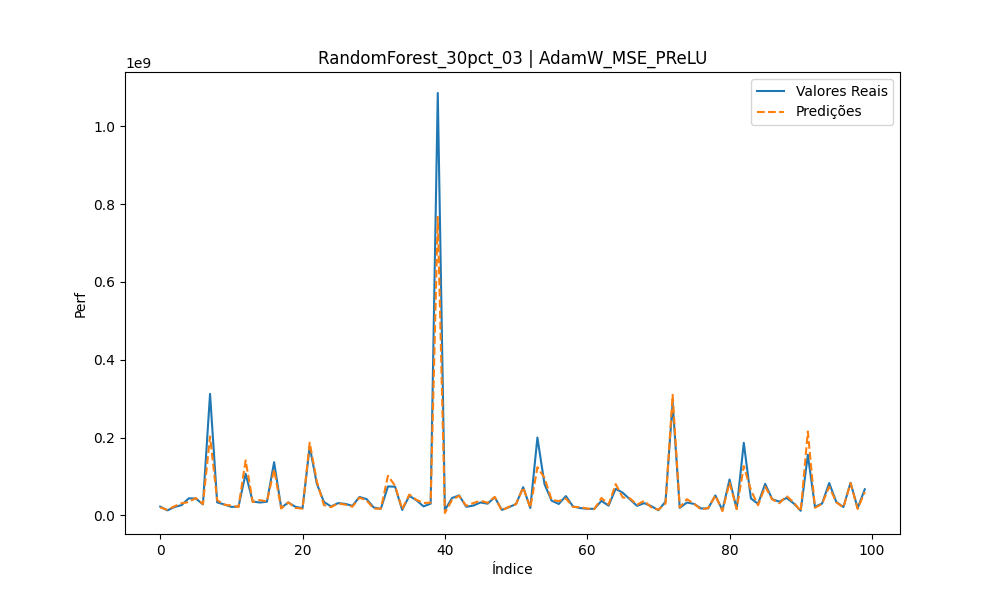 RandomForest_30pct_03 | AdamW_MSE_PReLU
1e9
Valores Reais
Predições
1.0
0.8
0.6
0.4
0.2
0.0
Perf
0
20
40
60
80
100
Índice